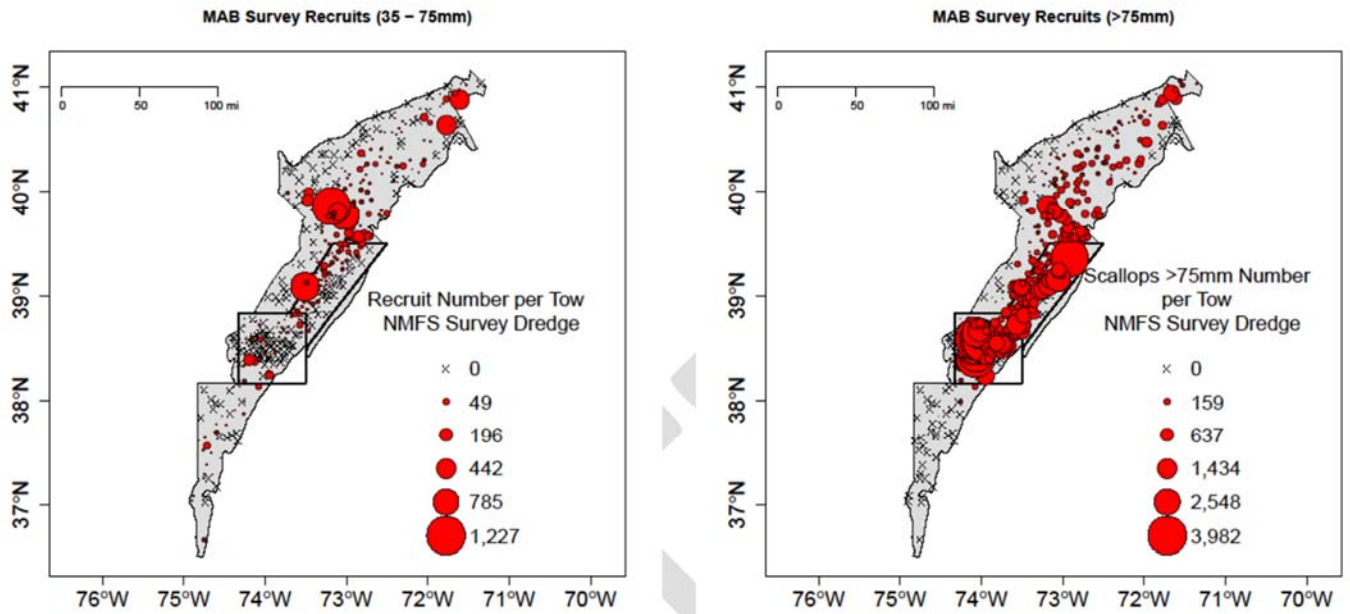 MAB Survey Recruits (35 – 75mm)
41°N
40°N
39°N
38°N
37°N
0 50 100 mi
Recruit Number per Tow
NMFS Survey Dredge
× 0
49
196
442
785
1,227
76°W 75°W 74°W 73°W 72°W 71°W 70°W
MAB Survey Recruits (>75mm)
41°N
40°N
39°N
38°N
37°N
0 50 100 mi
Scallops >75mm Number
per Tow
NMFS Survey Dredge
× 0
159
637
1,434
2,548
3,982
76°W 75°W 74°W 73°W 72°W 71°W 70°W